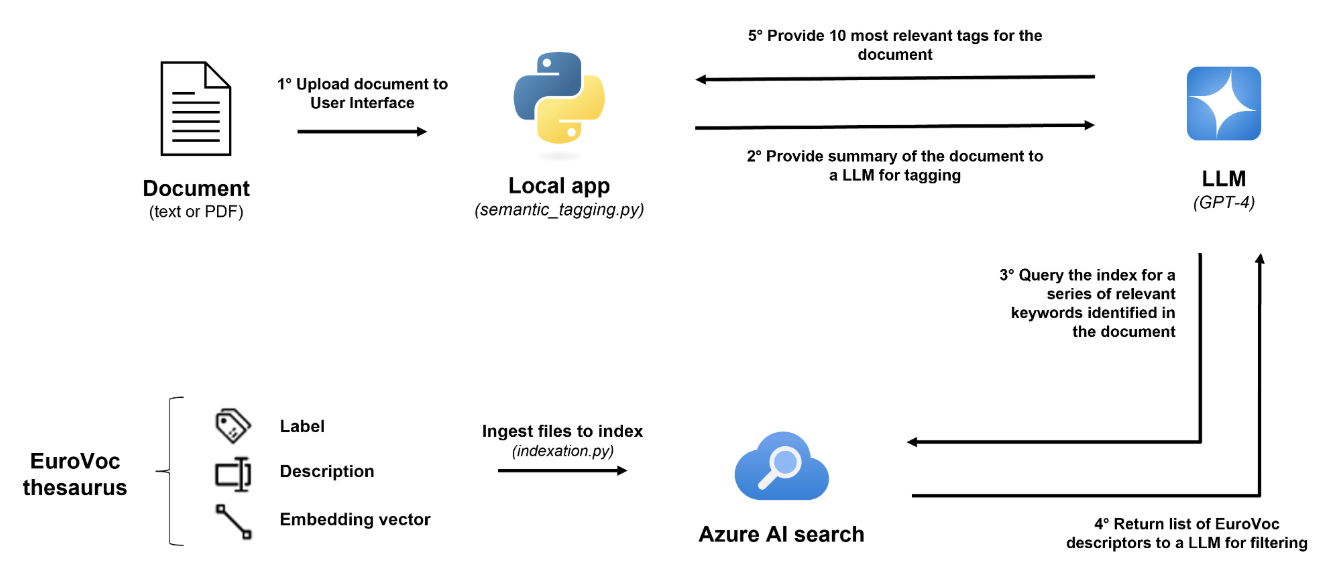 5° Provide 10 most relevant tags for the
document
1° Upload document to
User Interface
2° Provide summary of the document to
a LLM for tagging
Document
(text or PDF)
Local app
(semantic_tagging.py)
LLM
(GPT-4)
3° Query the index for a
series of relevant
keywords identified in
the document
EuroVoc
thesaurus
Label
Description
Embedding vector
Ingest files to index
(indexation.py)
Azure AI search
4° Return list of EuroVoc
descriptors to a LLM for filtering